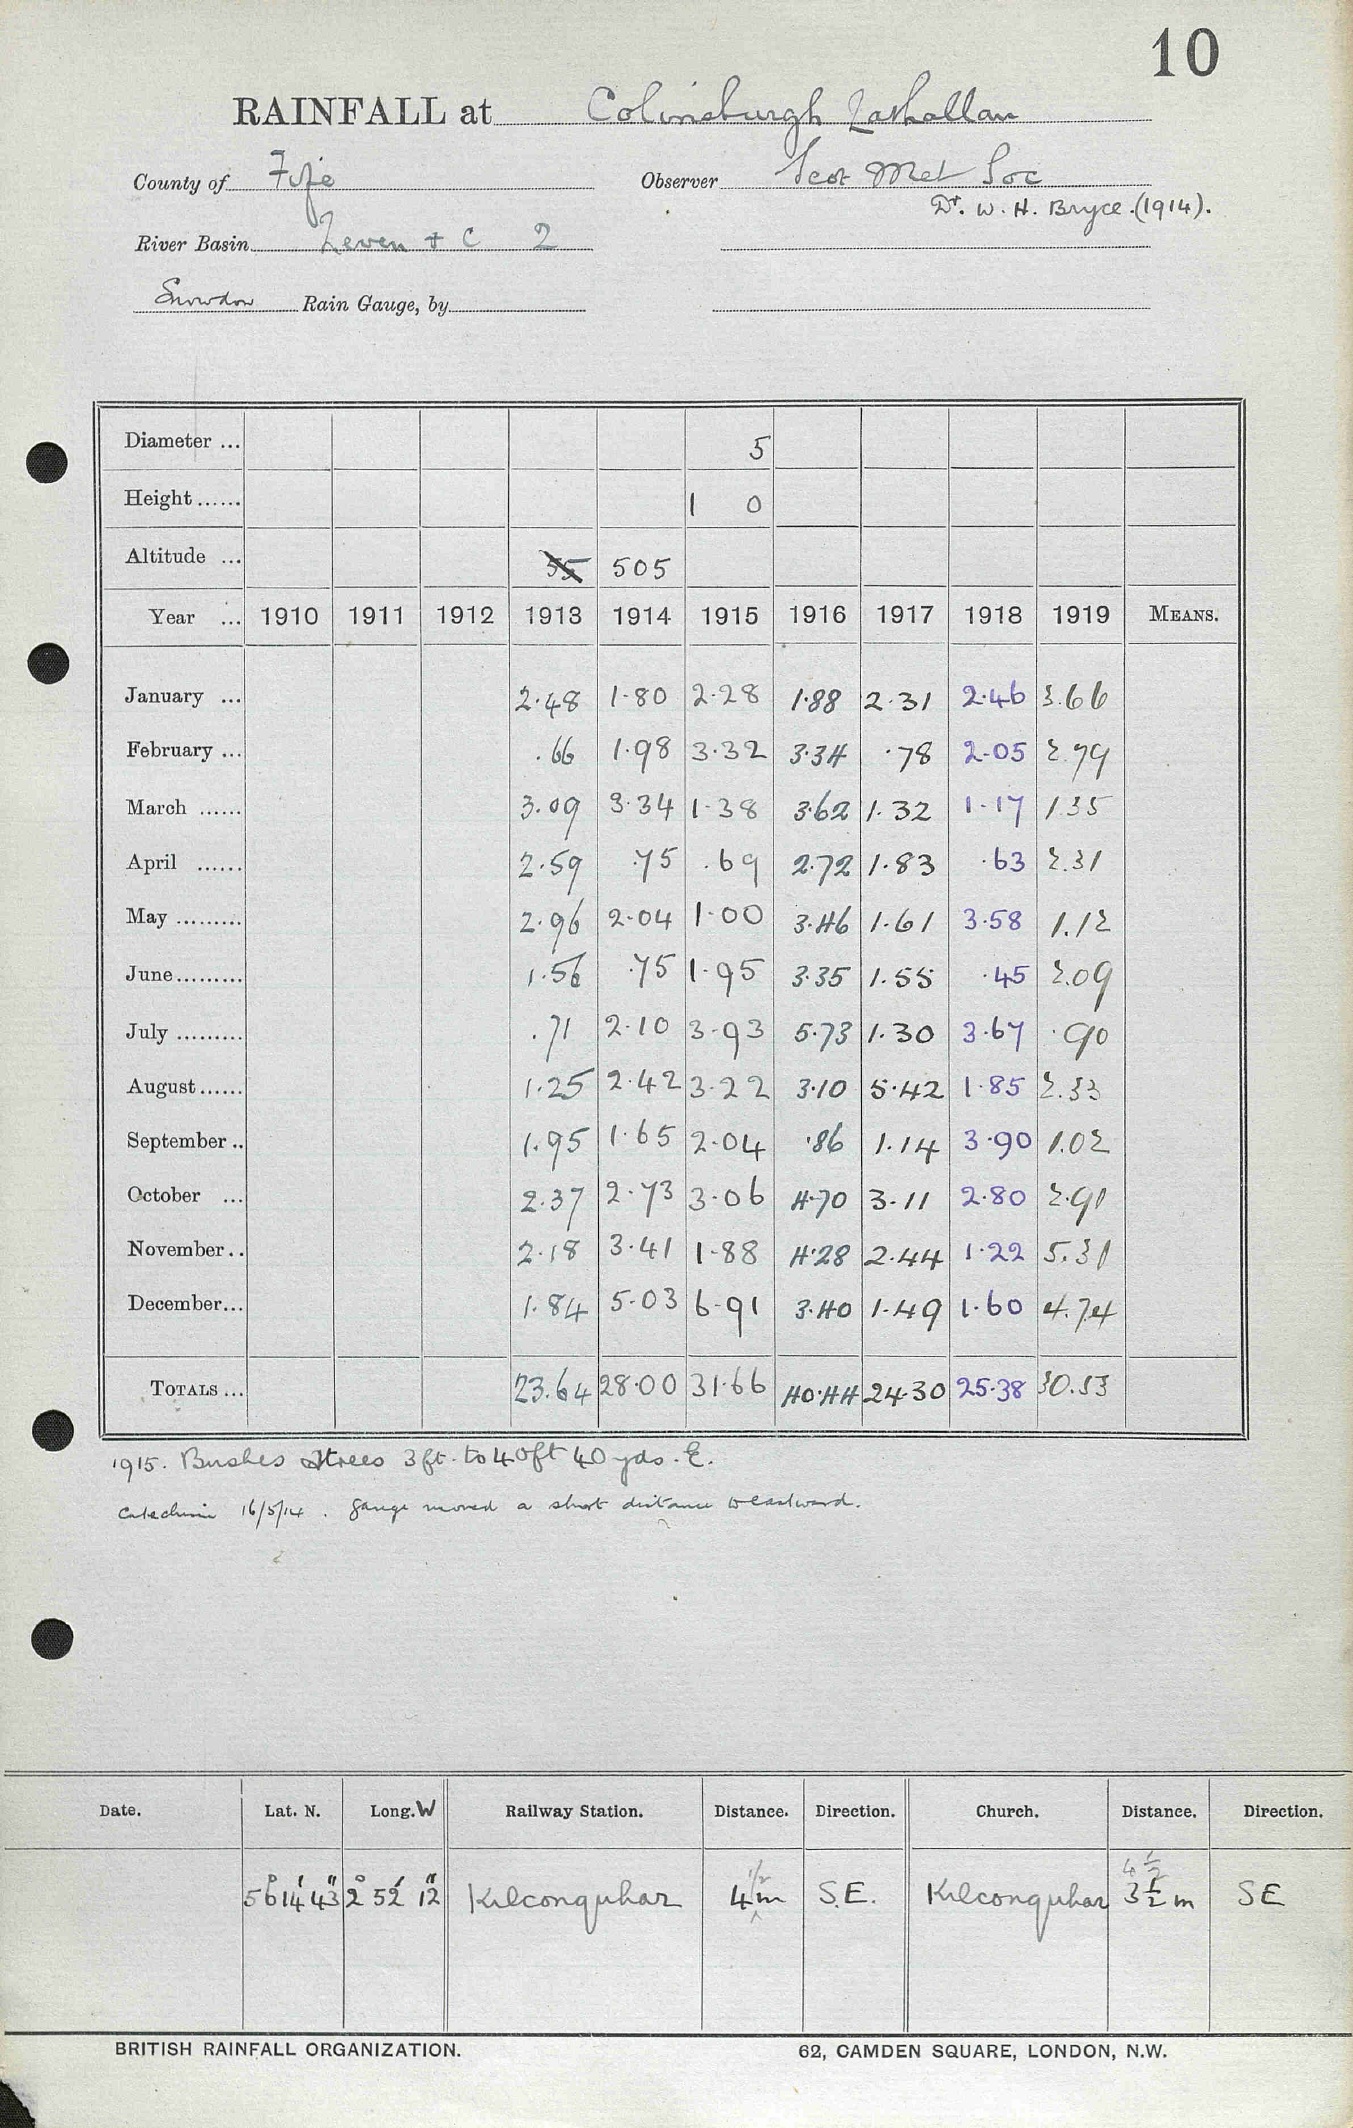 10
RAINFALL at Colinsburgh Lathallan
County of Fife Observer Scot Met Soc
Dr. W. H. Bryce. (1914).
River Basin Leven & C 2
Snowdon Rain Gauge, by
Diameter ... 5
Height ...... 1 0
Altitude ... 55 505
Year ... 1910 1911 1912 1913 1914 1915 1916 1917 1918 1919 MEANS.
January ... 2.48 1.80 2.28 1.88 2.31 2.46 3.66
February ... .66 1.98 3.32 3.34 .78 2.05 2.79
March ...... 3.09 3.34 1.38 3.62 1.32 1.17 1.35
April ...... 2.59 .75 .69 2.72 1.83 .63 2.31
May ......... 2.96 2.04 1.00 3.46 1.61 3.58 1.12
June ......... 1.56 .75 1.95 3.35 1.55 .45 2.09
July ......... .71 2.10 3.93 5.73 1.30 3.67 .90
August ...... 1.25 2.42 3.22 3.10 5.42 1.85 2.33
September .. 1.95 1.65 2.04 .86 1.14 3.90 1.02
October ... 2.37 2.73 3.06 4.70 3.11 2.80 2.91
November .. 2.18 3.41 1.88 4.28 2.44 1.22 5.31
December ... 1.84 5.03 6.91 3.40 1.49 1.60 4.74
TOTALS ... 23.64 28.00 31.66 40.44 24.30 25.38 30.53
1915. Bushes & trees 3ft. to 40ft 40 yds. E.
16/5/14. gauge moved a short distance to eastward.
Date. Lat. N. Long. W Railway Station. Distance. Direction. Church. Distance. Direction.
56° 14' 43" 2° 52' 12" Kilconquhar 4 1/2 m S.E. Kilconquhar 4 1/2 3 1/2 m SE
BRITISH RAINFALL ORGANIZATION. 62, CAMDEN SQUARE, LONDON, N.W.